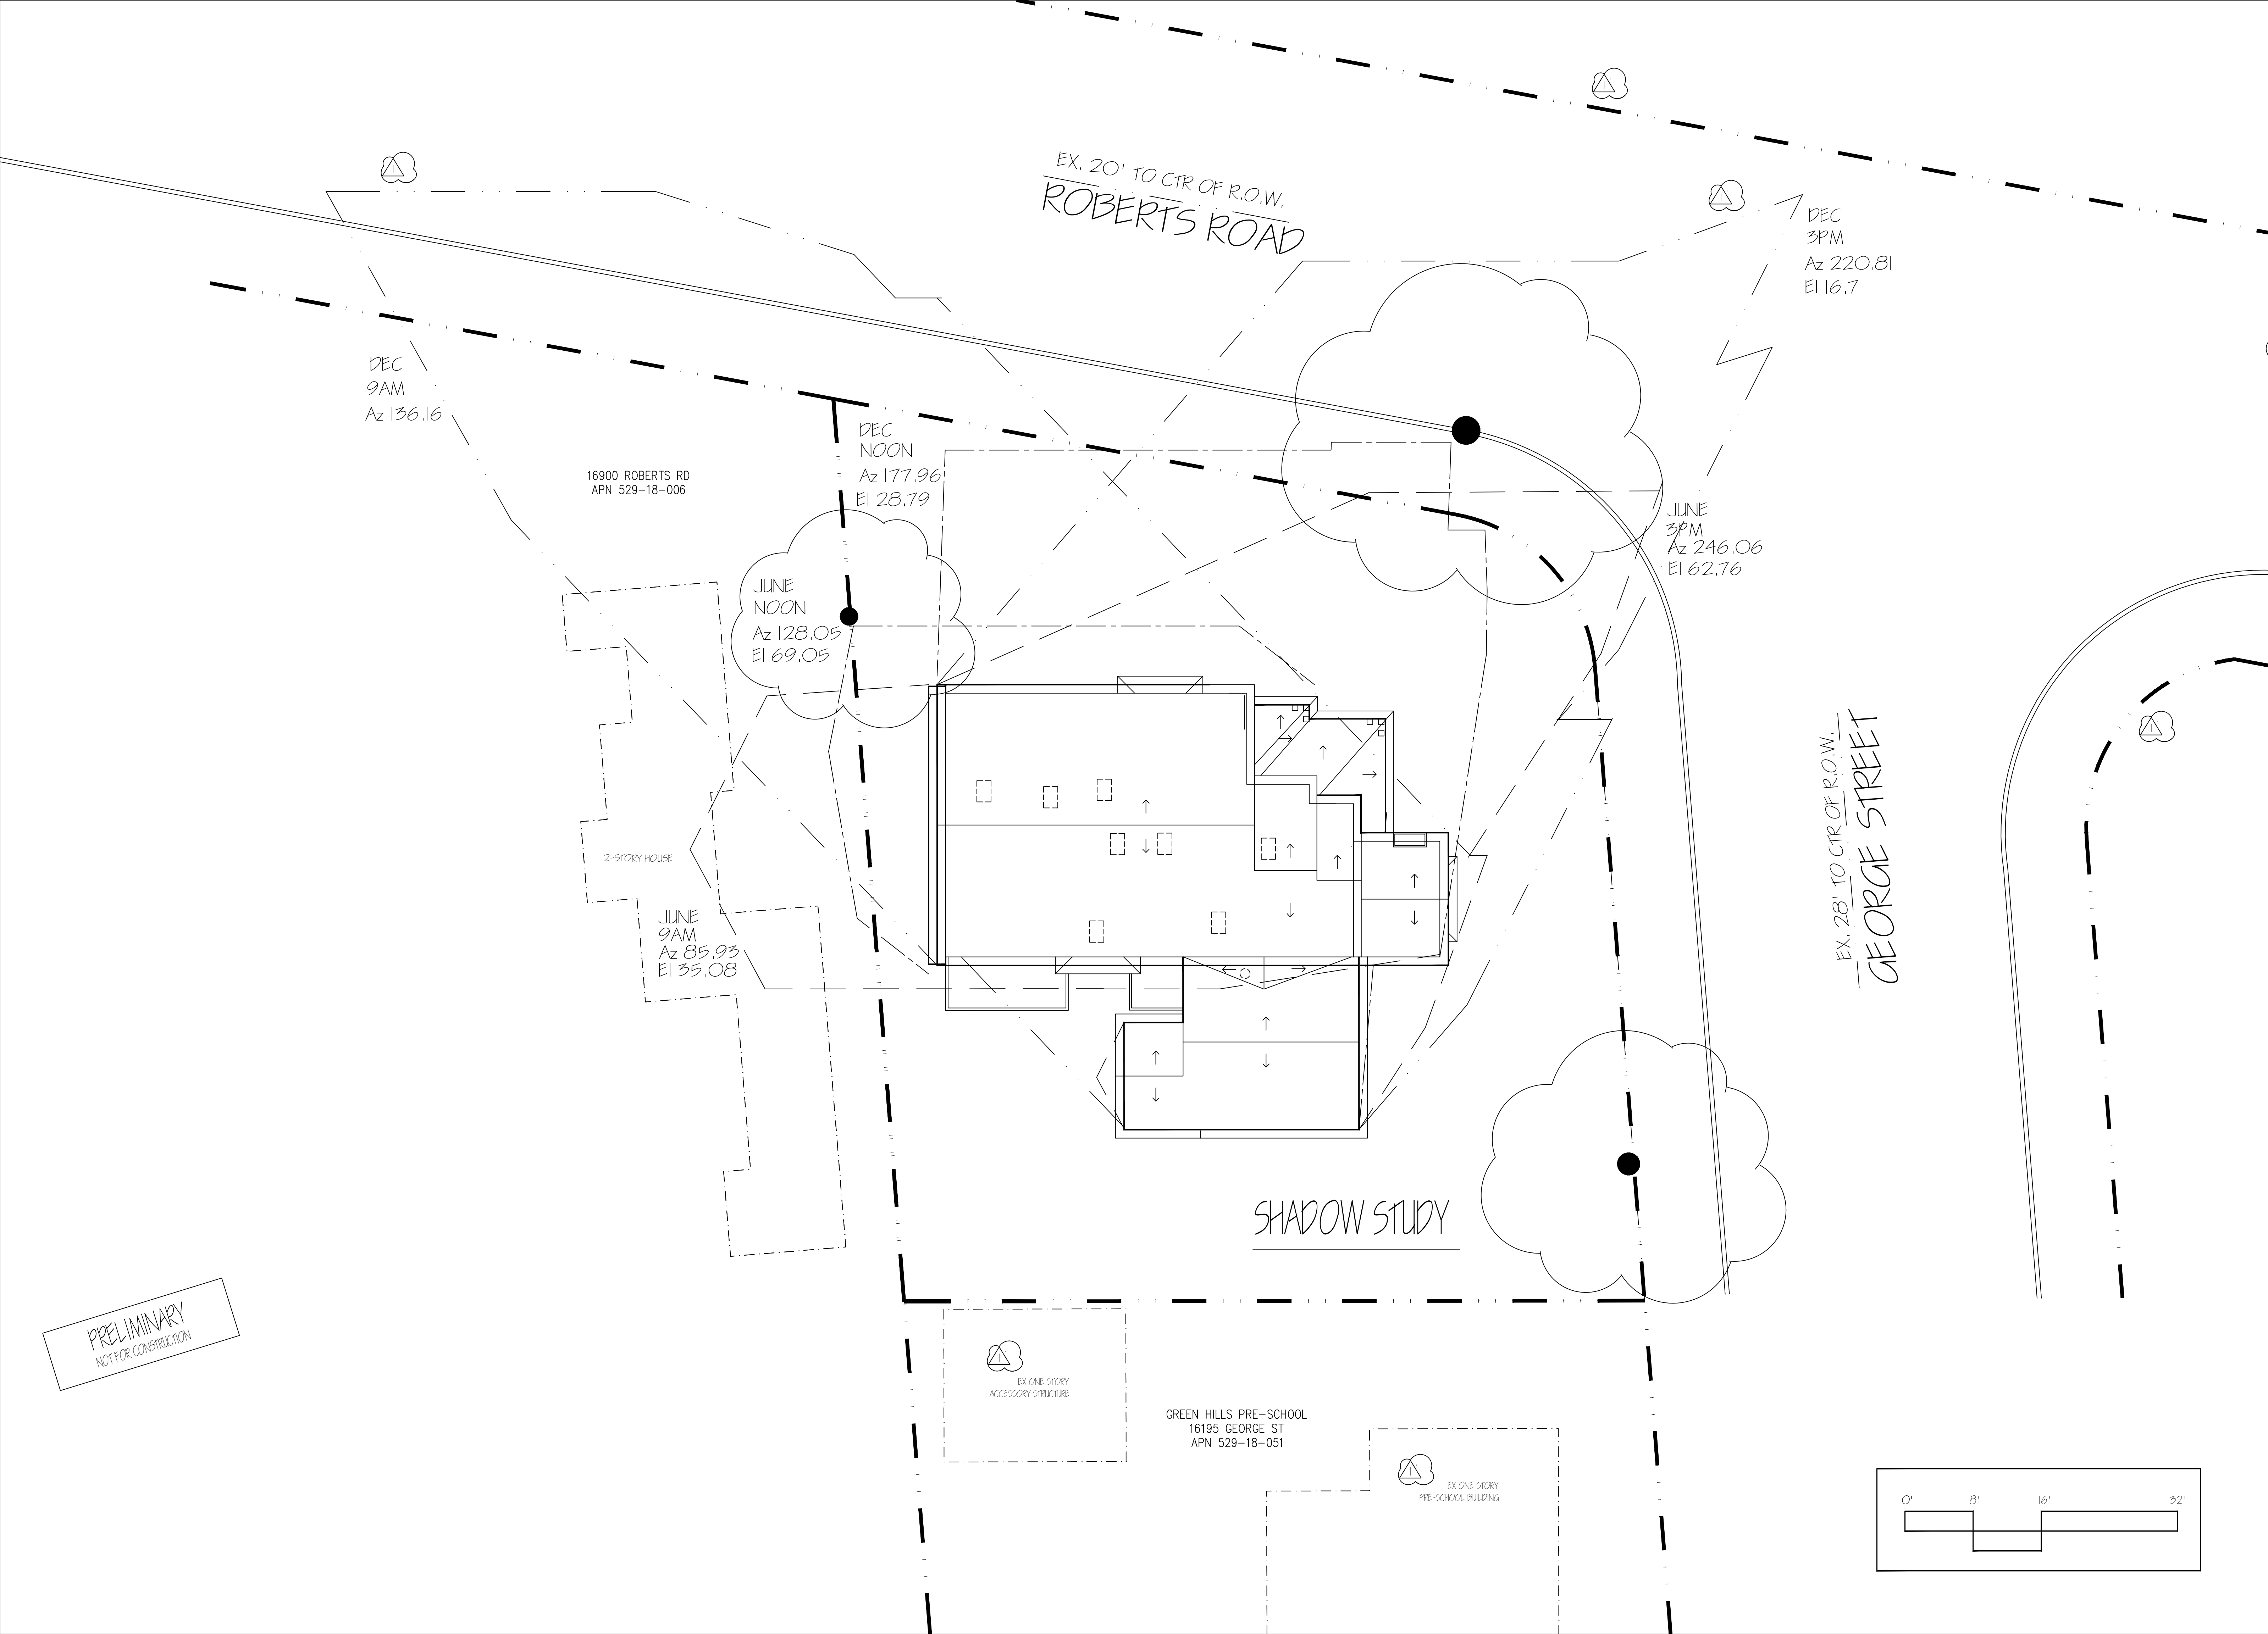 EX. 20' TO CTR OF R.O.W.
ROBERTS ROAD
DEC
3PM
Az 220.81
El 16.7
DEC
9AM
Az 136.16
DEC
NOON
Az 177.96
El 28.79
16900 ROBERTS RD
APN 529-18-006
JUNE
3PM
Az 246.06
El 62.76
JUNE
NOON
Az 128.05
El 69.05
EX. 28' TO CTR OF R.O.W.
GEORGE STREET
2-STORY HOUSE
JUNE
9AM
Az 85.93
El 35.08
SHADOW STUDY
PRELIMINARY
NOT FOR CONSTRUCTION
EX ONE STORY
ACCESSORY STRUCTURE
GREEN HILLS PRE-SCHOOL
16195 GEORGE ST
APN 529-18-051
EX ONE STORY
PRE-SCHOOL BUILDING
0' 8' 16' 32'